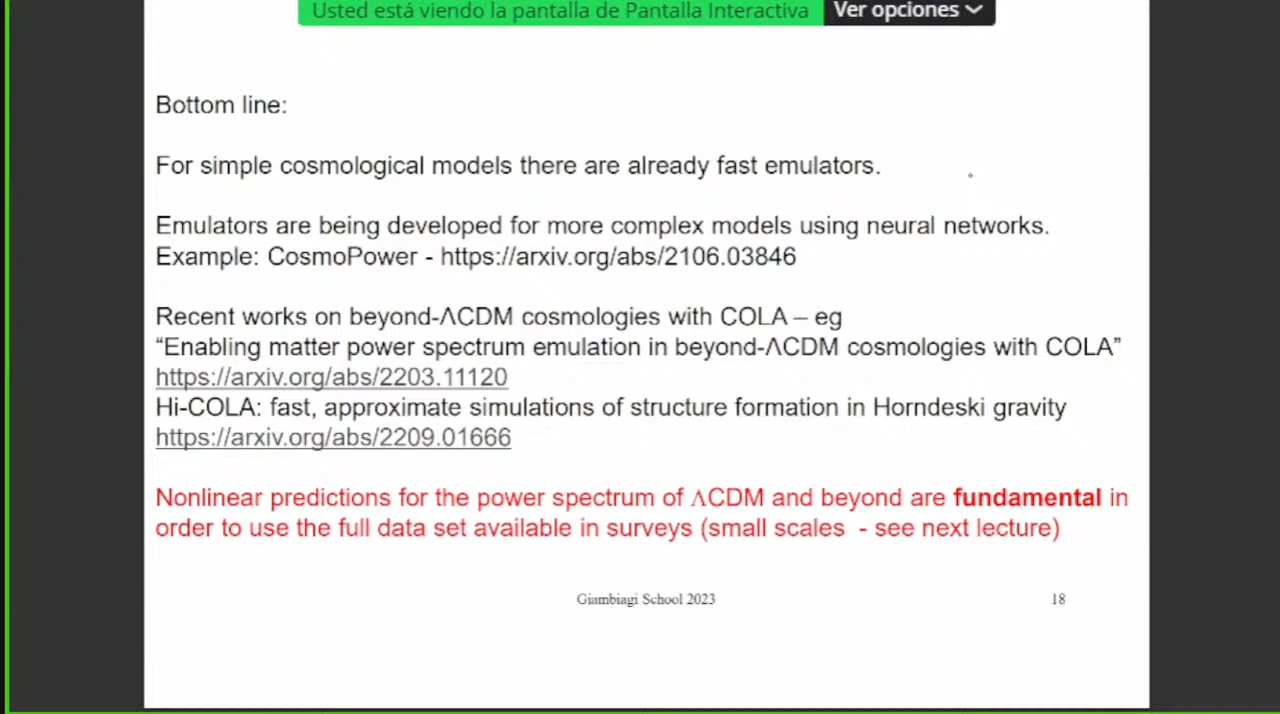 Usted está viendo la pantalla de Pantalla Interactiva Ver opciones
Bottom line:
For simple cosmological models there are already fast emulators.
Emulators are being developed for more complex models using neural networks.
Example: CosmoPower - https://arxiv.org/abs/2106.03846
Recent works on beyond-ΛCDM cosmologies with COLA – eg
“Enabling matter power spectrum emulation in beyond-ΛCDM cosmologies with COLA”
https://arxiv.org/abs/2203.11120
Hi-COLA: fast, approximate simulations of structure formation in Horndeski gravity
https://arxiv.org/abs/2209.01666
Nonlinear predictions for the power spectrum of ΛCDM and beyond are fundamental in
order to use the full data set available in surveys (small scales - see next lecture)
Giambiagi School 2023 18